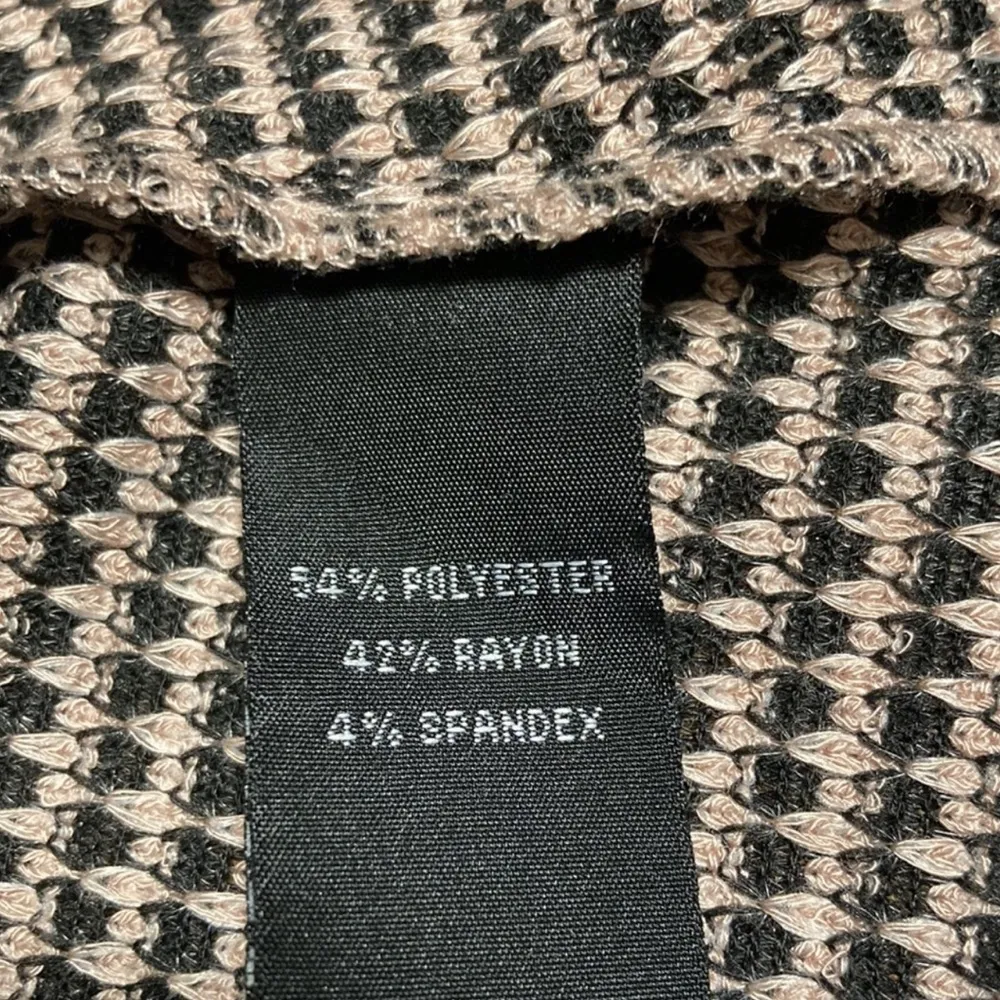 54% POLYESTER
42% RAYON
4% SPANDEX